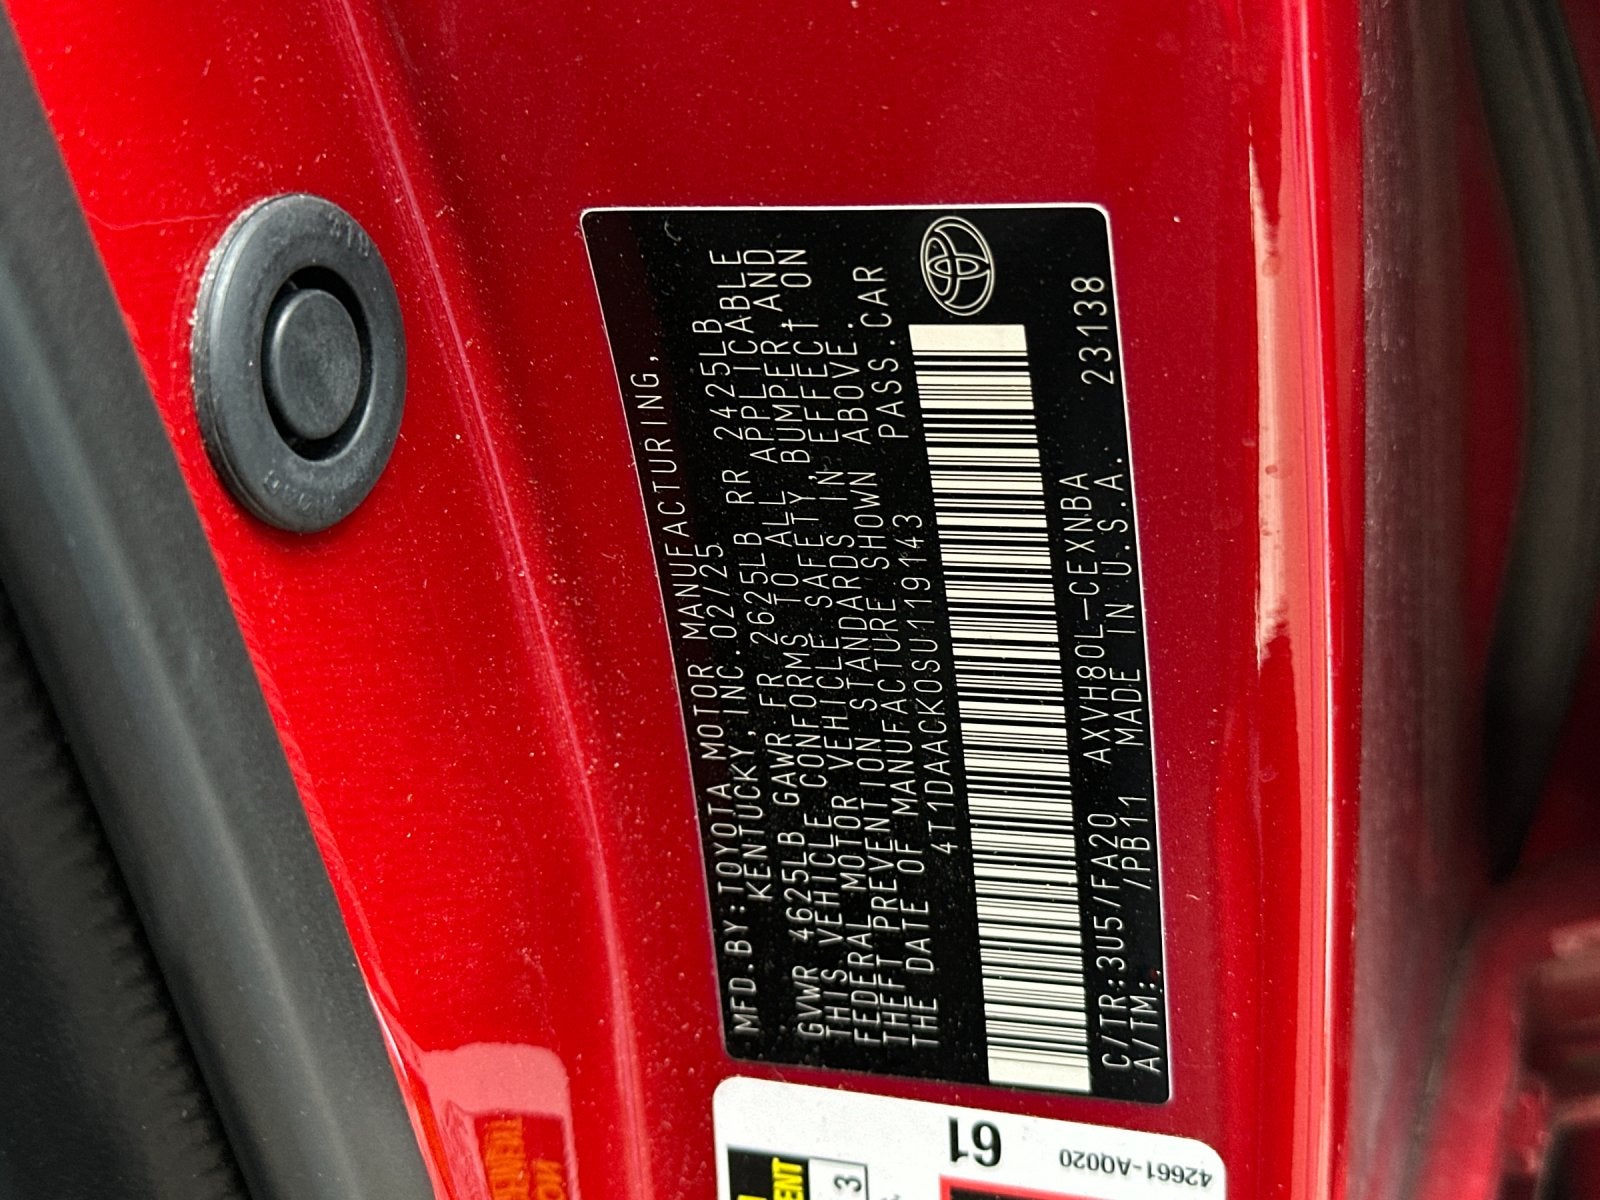 MFD.BY:TOYOTA MOTOR MANUFACTURING,
KENTUCKY,INC.02/25
GVWR 4625LB GAWR FR 2625LB RR 2425LB
THIS VEHICLE CONFORMS TO ALL APPLICABLE
FEDERAL MOTOR VEHICLE SAFETY,BUMPER,AND
THEFT PREVENTION STANDARDS IN EFFECT ON
THE DATE OF MANUFACTURE SHOWN ABOVE.
4T1DAACK0SU119143 PASS.CAR
C/TR:3U5/FA20 AXVH80L-CEXNBA 23138
A/TM: /PB11 MADE IN U.S.A.
61
42661-A0020
3